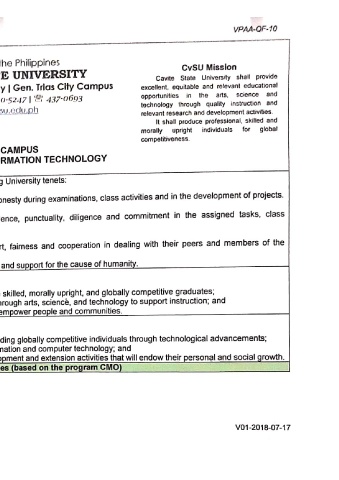 VPAA-QF-10
the Philippines
E UNIVERSITY
y | Gen. Trias City Campus
0-5247 | ☏: 437-0693
su.edu.ph
CvSU Mission
Cavite State University shall provide
excellent, equitable and relevant educational
opportunities in the arts, science and
technology through quality instruction and
relevant research and development activities.
It shall produce professional, skilled and
morally upright individuals for global
competitiveness.
CAMPUS
RMATION TECHNOLOGY
g University tenets:
onesty during examinations, class activities and in the development of projects.
ence, punctuality, diligence and commitment in the assigned tasks, class
rt, fairness and cooperation in dealing with their peers and members of the
and support for the cause of humanity.
skilled, morally upright, and globally competitive graduates;
rough arts, science, and technology to support instruction; and
empower people and communities.
ding globally competitive individuals through technological advancements;
nation and computer technology; and
opment and extension activities that will endow their personal and social growth.
es (based on the program CMO)
V01-2018-07-17